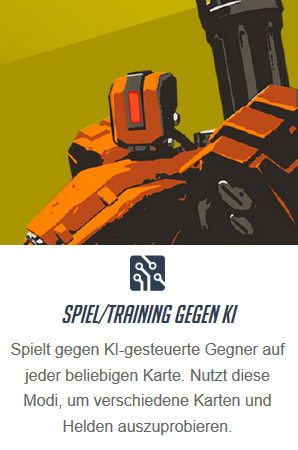 SPIEL/TRAINING GEGEN KI
Spielt gegen KI-gesteuerte Gegner auf
jeder beliebigen Karte. Nutzt diese
Modi, um verschiedene Karten und
Helden auszuprobieren.